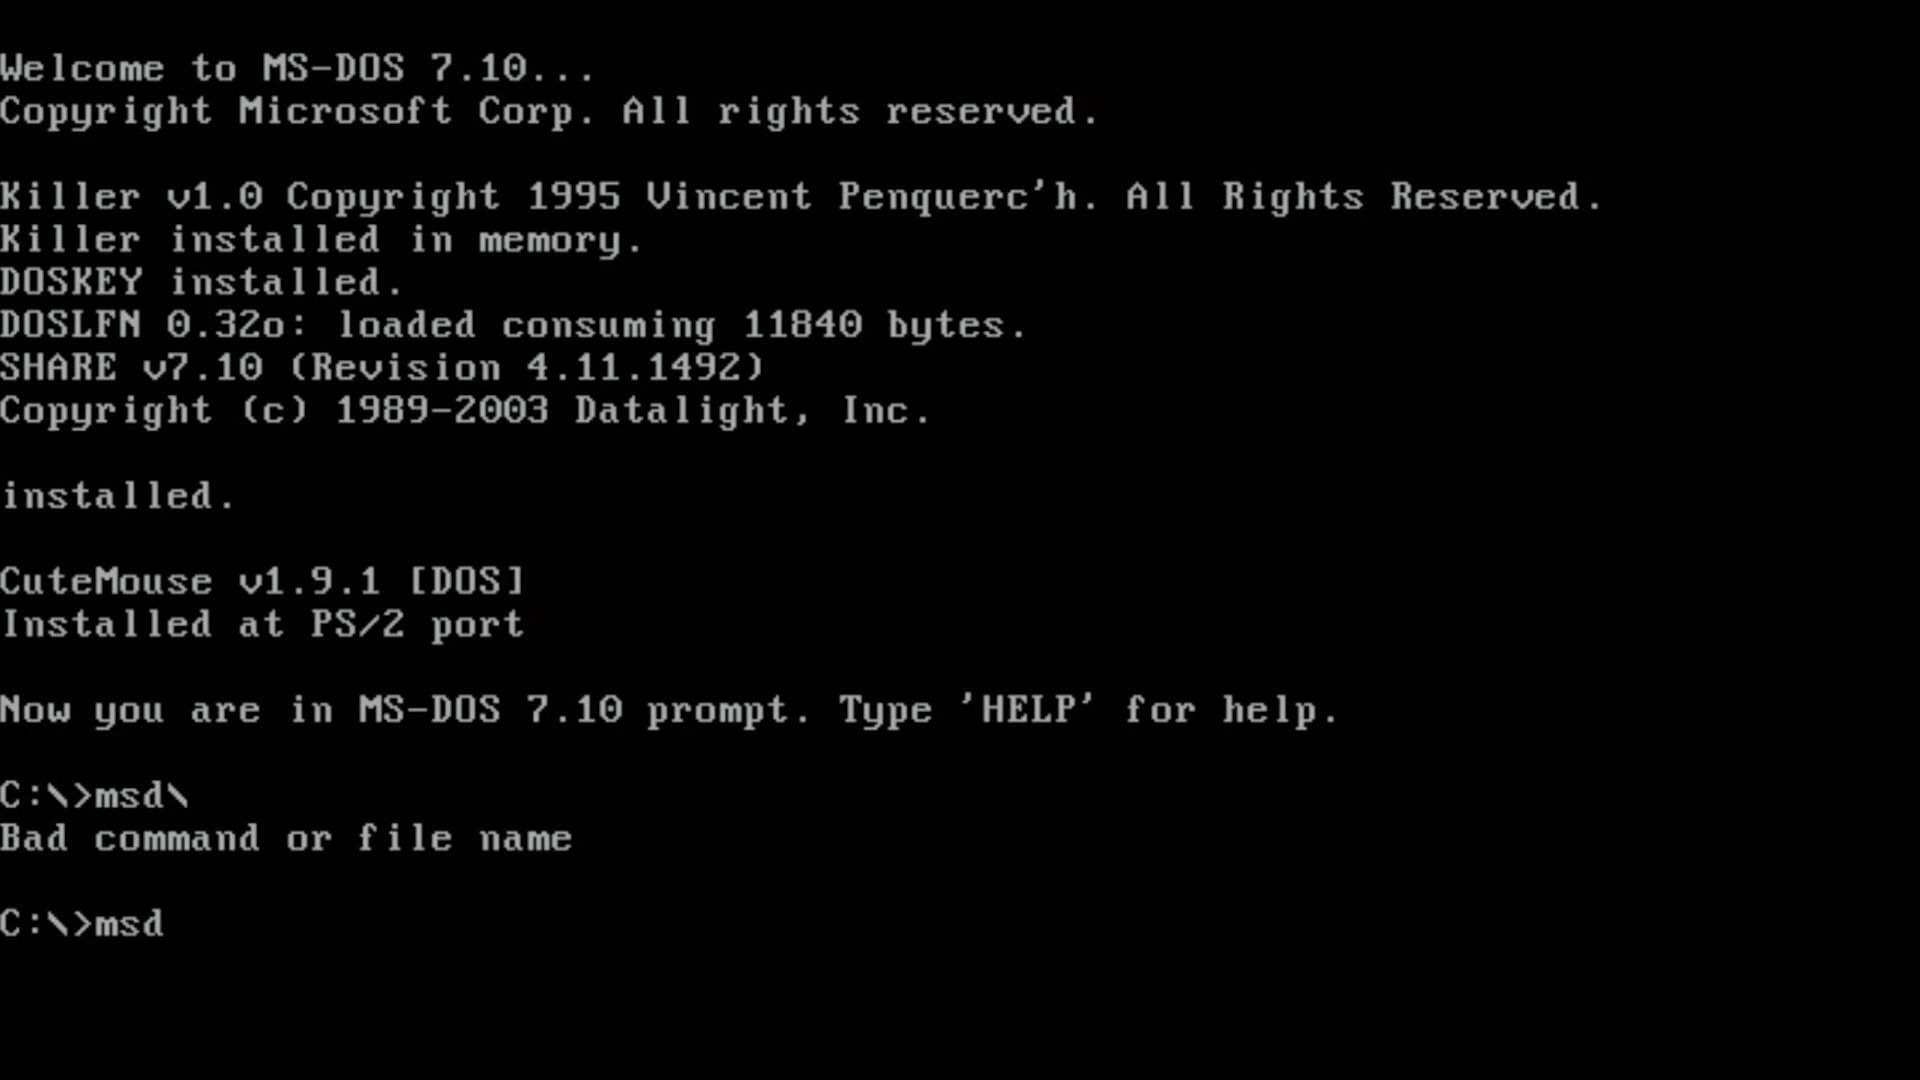 Welcome to MS-DOS 7.10...
Copyright Microsoft Corp. All rights reserved.
Killer v1.0 Copyright 1995 Vincent Penquerc'h. All Rights Reserved.
Killer installed in memory.
DOSKEY installed.
DOSLFN 0.32o: loaded consuming 11840 bytes.
SHARE v7.10 (Revision 4.11.1492)
Copyright (c) 1989-2003 Datalight, Inc.
installed.
CuteMouse v1.9.1 [DOS]
Installed at PS/2 port
Now you are in MS-DOS 7.10 prompt. Type 'HELP' for help.
C:\>msd\
Bad command or file name
C:\>msd